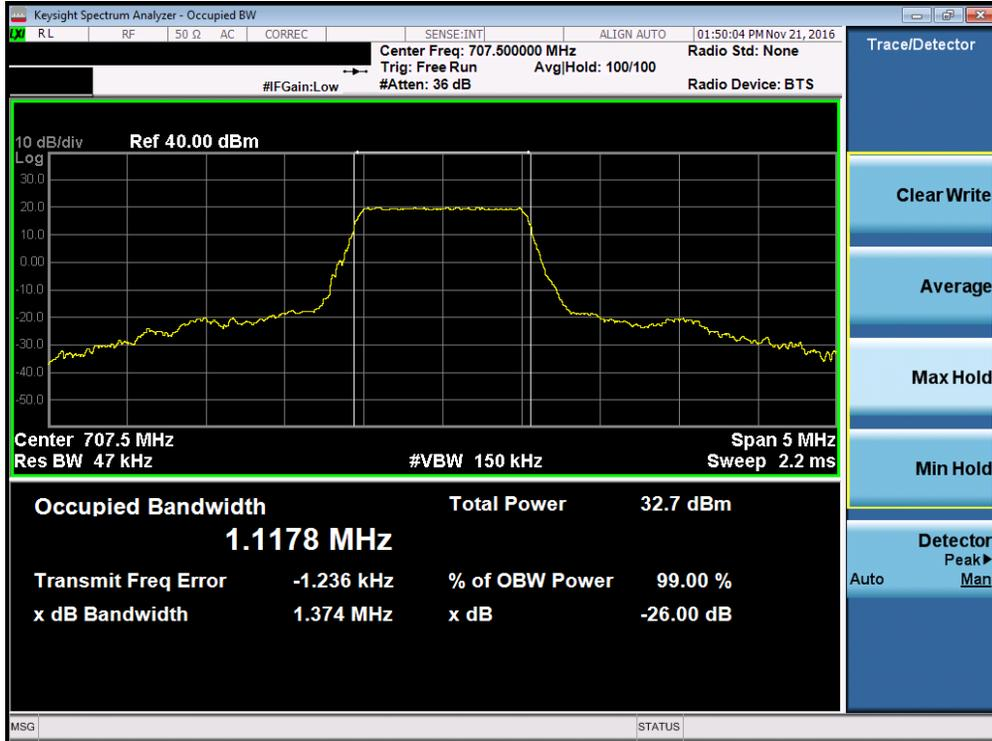 Keysight Spectrum Analyzer - Occupied BW
LXI RL RF 50 Ω AC CORREC SENSE:INT ALIGN AUTO 01:50:04 PM Nov 21, 2016
Center Freq: 707.500000 MHz Radio Std: None
Trig: Free Run Avg|Hold: 100/100
#IFGain:Low #Atten: 36 dB Radio Device: BTS
10 dB/div Ref 40.00 dBm
Log
30.0
20.0
10.0
0.00
-10.0
-20.0
-30.0
-40.0
-50.0
Center 707.5 MHz Span 5 MHz
Res BW 47 kHz #VBW 150 kHz Sweep 2.2 ms
Occupied Bandwidth Total Power 32.7 dBm
1.1178 MHz
Transmit Freq Error -1.236 kHz % of OBW Power 99.00 %
x dB Bandwidth 1.374 MHz x dB -26.00 dB
MSG STATUS
Trace/Detector
Clear Write
Average
Max Hold
Min Hold
Detector
Peak▶
Auto Man